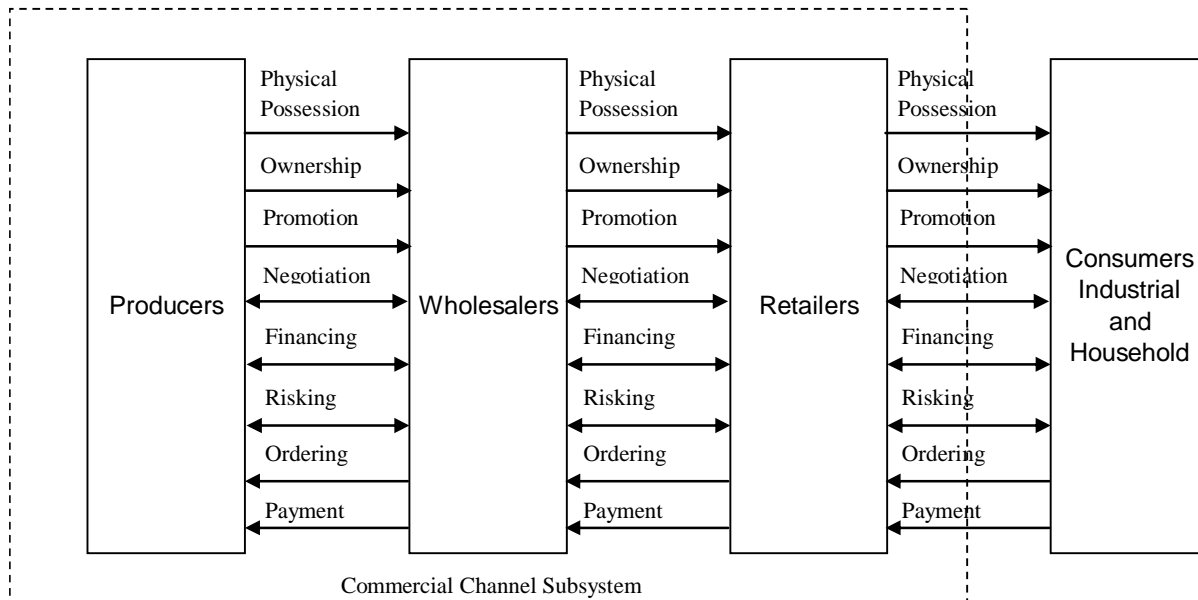 Physical
Possession
Physical
Possession
Physical
Possession
Ownership
Ownership
Ownership
Promotion
Promotion
Promotion
Negotiation
Negotiation
Negotiation
Producers
Wholesalers
Retailers
Consumers
Industrial
and
Household
Financing
Financing
Financing
Risking
Risking
Risking
Ordering
Ordering
Ordering
Payment
Payment
Payment
Commercial Channel Subsystem